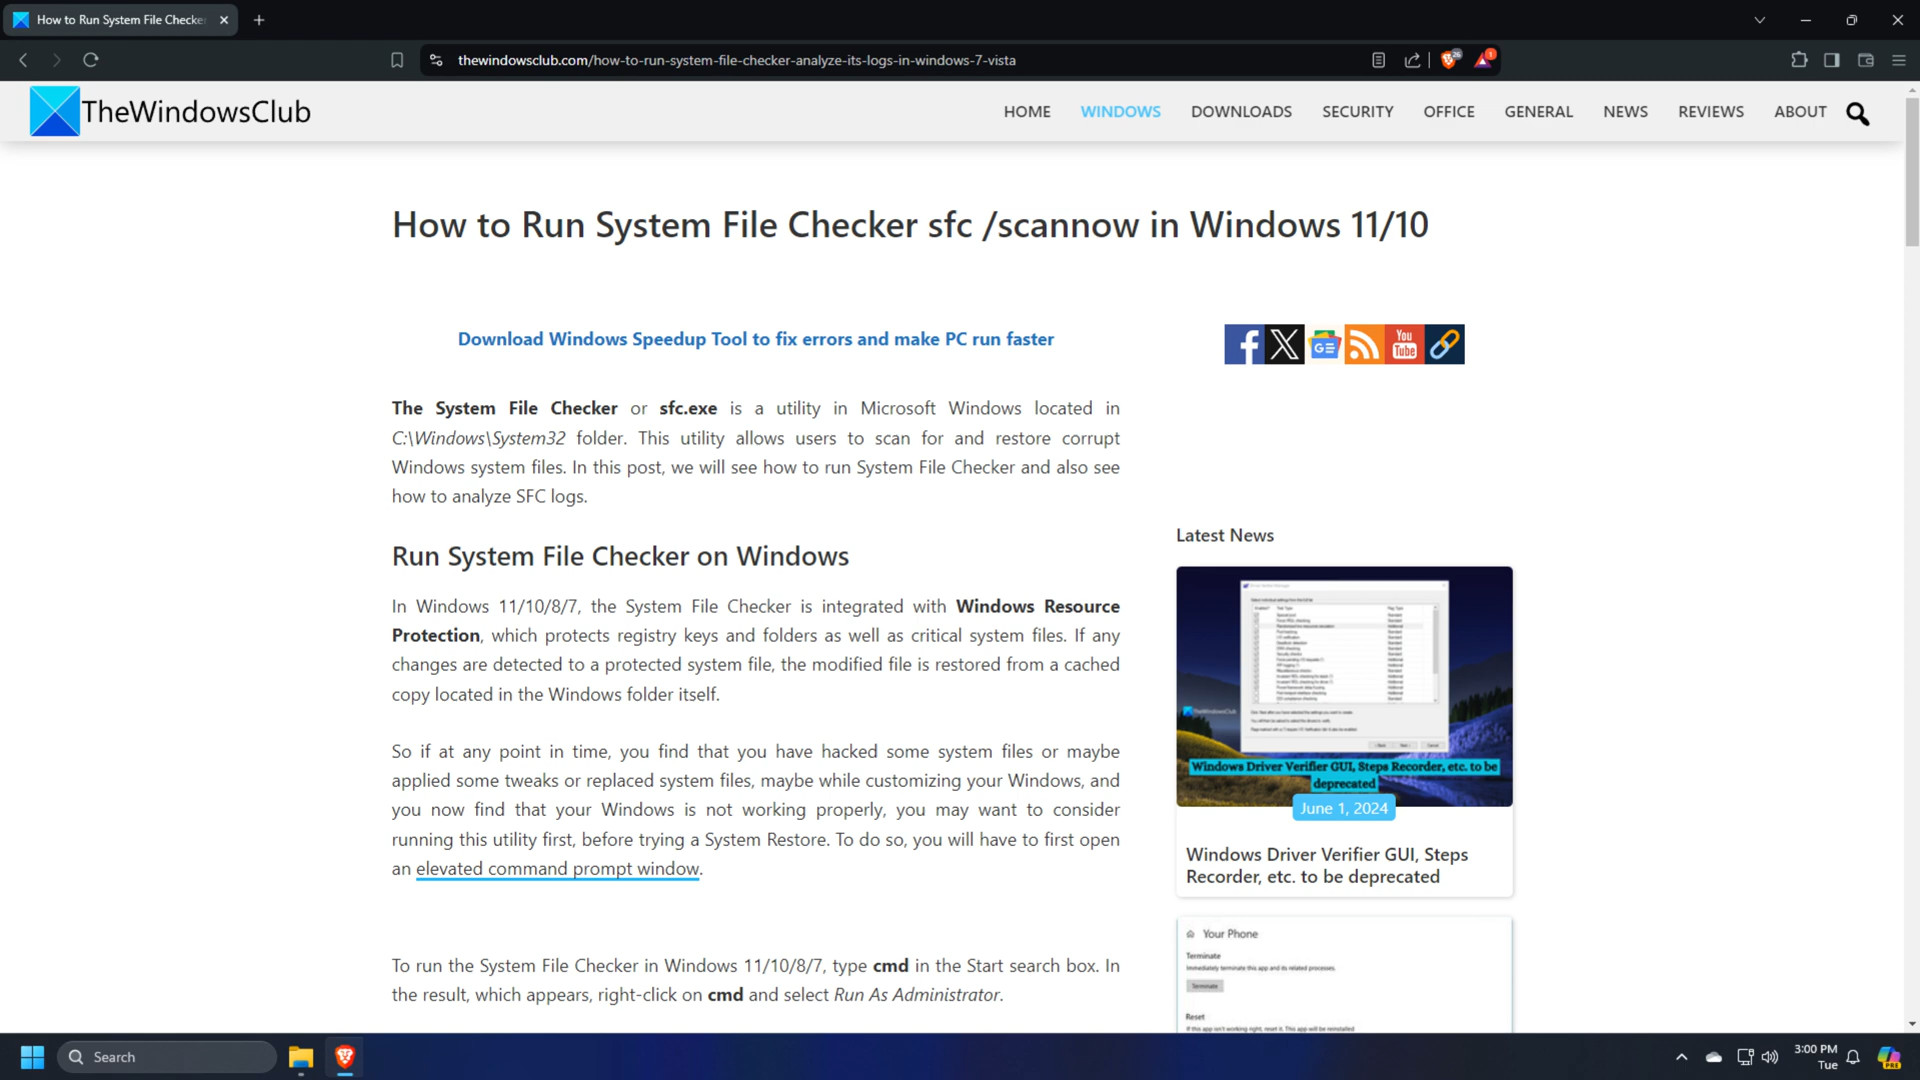 How to Run System File Checke
thewindowsclub.com/how-to-run-system-file-checker-analyze-its-logs-in-windows-7-vista
26
1
TheWindowsClub
HOME
WINDOWS
DOWNLOADS
SECURITY
OFFICE
GENERAL
NEWS
REVIEWS
ABOUT
How to Run System File Checker sfc /scannow in Windows 11/10
Download Windows Speedup Tool to fix errors and make PC run faster
GE
You
Tube
The System File Checker or sfc.exe is a utility in Microsoft Windows located in
C:\Windows\System32 folder. This utility allows users to scan for and restore corrupt
Windows system files. In this post, we will see how to run System File Checker and also see
how to analyze SFC logs.
Run System File Checker on Windows
In Windows 11/10/8/7, the System File Checker is integrated with Windows Resource
Protection, which protects registry keys and folders as well as critical system files. If any
changes are detected to a protected system file, the modified file is restored from a cached
copy located in the Windows folder itself.
So if at any point in time, you find that you have hacked some system files or maybe
applied some tweaks or replaced system files, maybe while customizing your Windows, and
you now find that your Windows is not working properly, you may want to consider
running this utility first, before trying a System Restore. To do so, you will have to first open
an elevated command prompt window.
To run the System File Checker in Windows 11/10/8/7, type cmd in the Start search box. In
the result, which appears, right-click on cmd and select Run As Administrator.
Latest News
TheWindowsClub
Windows Driver Verifier GUI, Steps Recorder, etc. to be
deprecated
June 1, 2024
Windows Driver Verifier GUI, Steps
Recorder, etc. to be deprecated
Your Phone
Terminate
Immediately terminate this app and its related processes.
Terminate
Reset
If this app isn't working right, reset it. This app will be reinstalled
Search
3:00 PM
Tue
PRE